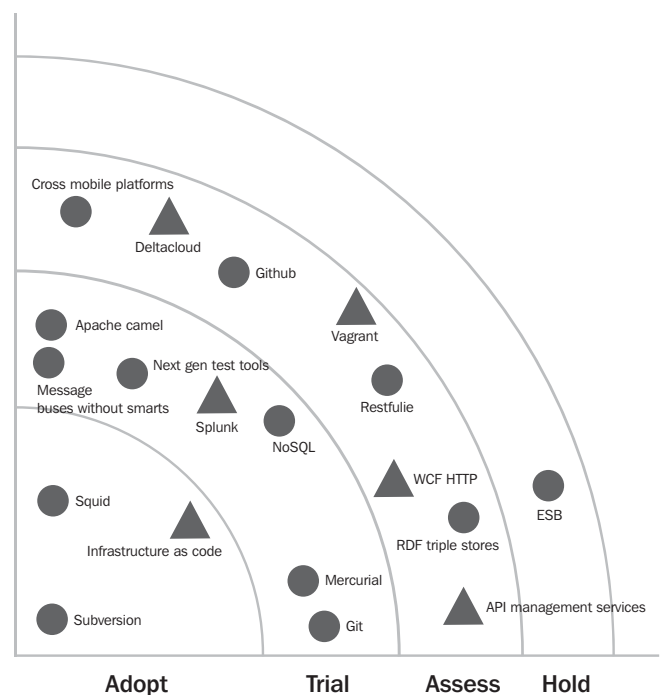 Cross mobile platforms
Deltacloud
Github
Vagrant
Apache camel
Next gen test tools
Message
buses without smarts
Splunk
Restfulie
NoSQL
WCF HTTP
Squid
ESB
Infrastructure as code
RDF triple stores
Mercurial
API management services
Subversion
Git
Adopt
Trial
Assess
Hold